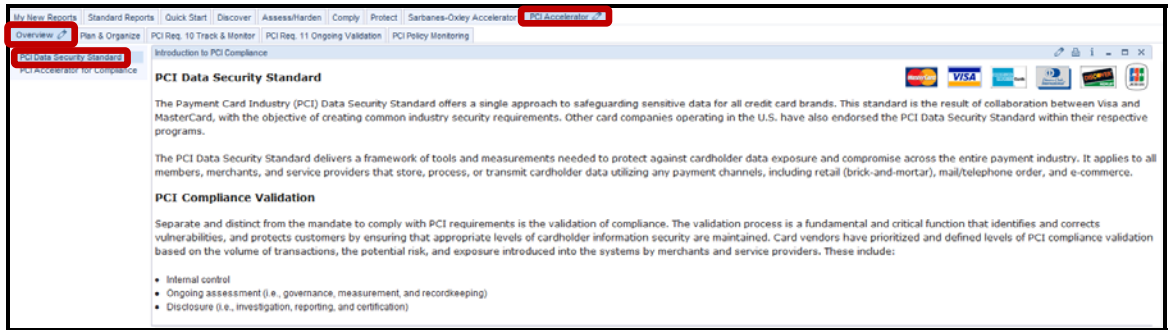 My New Reports Standard Reports Quick Start Discover Assess/Harden Comply Protect Sarbanes-Oxley Accelerator PCI Accelerator
Overview Plan & Organize PCI Req. 10 Track & Monitor PCI Req. 11 Ongoing Validation PCI Policy Monitoring
PCI Data Security Standard
PCI Accelerator for Compliance
Introduction to PCI Compliance
PCI Data Security Standard
MasterCard VISA DISCOVER JCB
The Payment Card Industry (PCI) Data Security Standard offers a single approach to safeguarding sensitive data for all credit card brands. This standard is the result of collaboration between Visa and
MasterCard, with the objective of creating common industry security requirements. Other card companies operating in the U.S. have also endorsed the PCI Data Security Standard within their respective
programs.
The PCI Data Security Standard delivers a framework of tools and measurements needed to protect against cardholder data exposure and compromise across the entire payment industry. It applies to all
members, merchants, and service providers that store, process, or transmit cardholder data utilizing any payment channels, including retail (brick-and-mortar), mail/telephone order, and e-commerce.
PCI Compliance Validation
Separate and distinct from the mandate to comply with PCI requirements is the validation of compliance. The validation process is a fundamental and critical function that identifies and corrects
vulnerabilities, and protects customers by ensuring that appropriate levels of cardholder information security are maintained. Card vendors have prioritized and defined levels of PCI compliance validation
based on the volume of transactions, the potential risk, and exposure introduced into the systems by merchants and service providers. These include:
• Internal control
• Ongoing assessment (i.e., governance, measurement, and recordkeeping)
• Disclosure (i.e., investigation, reporting, and certification)